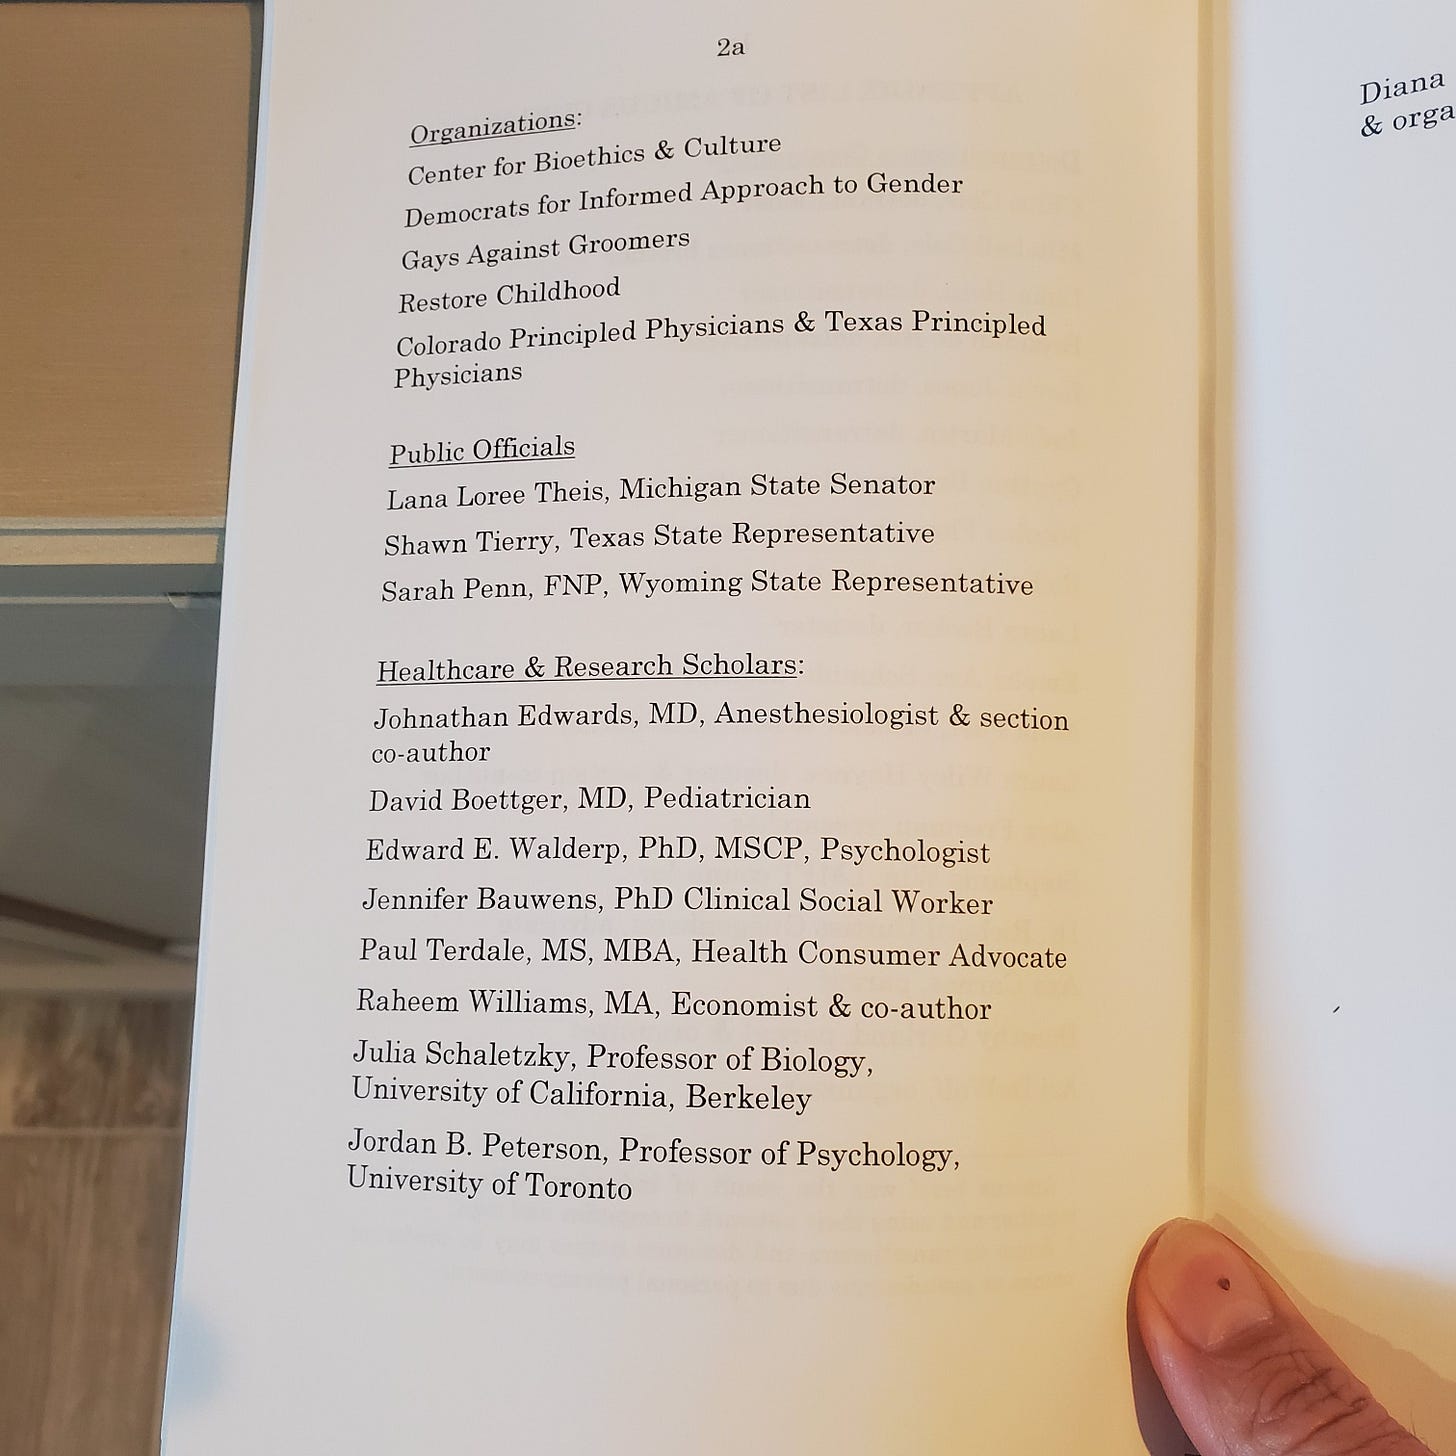 2a
Organizations:
Center for Bioethics & Culture
Democrats for Informed Approach to Gender
Gays Against Groomers
Restore Childhood
Colorado Principled Physicians & Texas Principled
Physicians
Public Officials
Lana Loree Theis, Michigan State Senator
Shawn Tierry, Texas State Representative
Sarah Penn, FNP, Wyoming State Representative
Healthcare & Research Scholars:
Johnathan Edwards, MD, Anesthesiologist & section
co-author
David Boettger, MD, Pediatrician
Edward E. Walderp, PhD, MSCP, Psychologist
Jennifer Bauwens, PhD Clinical Social Worker
Paul Terdale, MS, MBA, Health Consumer Advocate
Raheem Williams, MA, Economist & co-author
Julia Schaletzky, Professor of Biology,
University of California, Berkeley
Jordan B. Peterson, Professor of Psychology,
University of Toronto
Diana
& orga